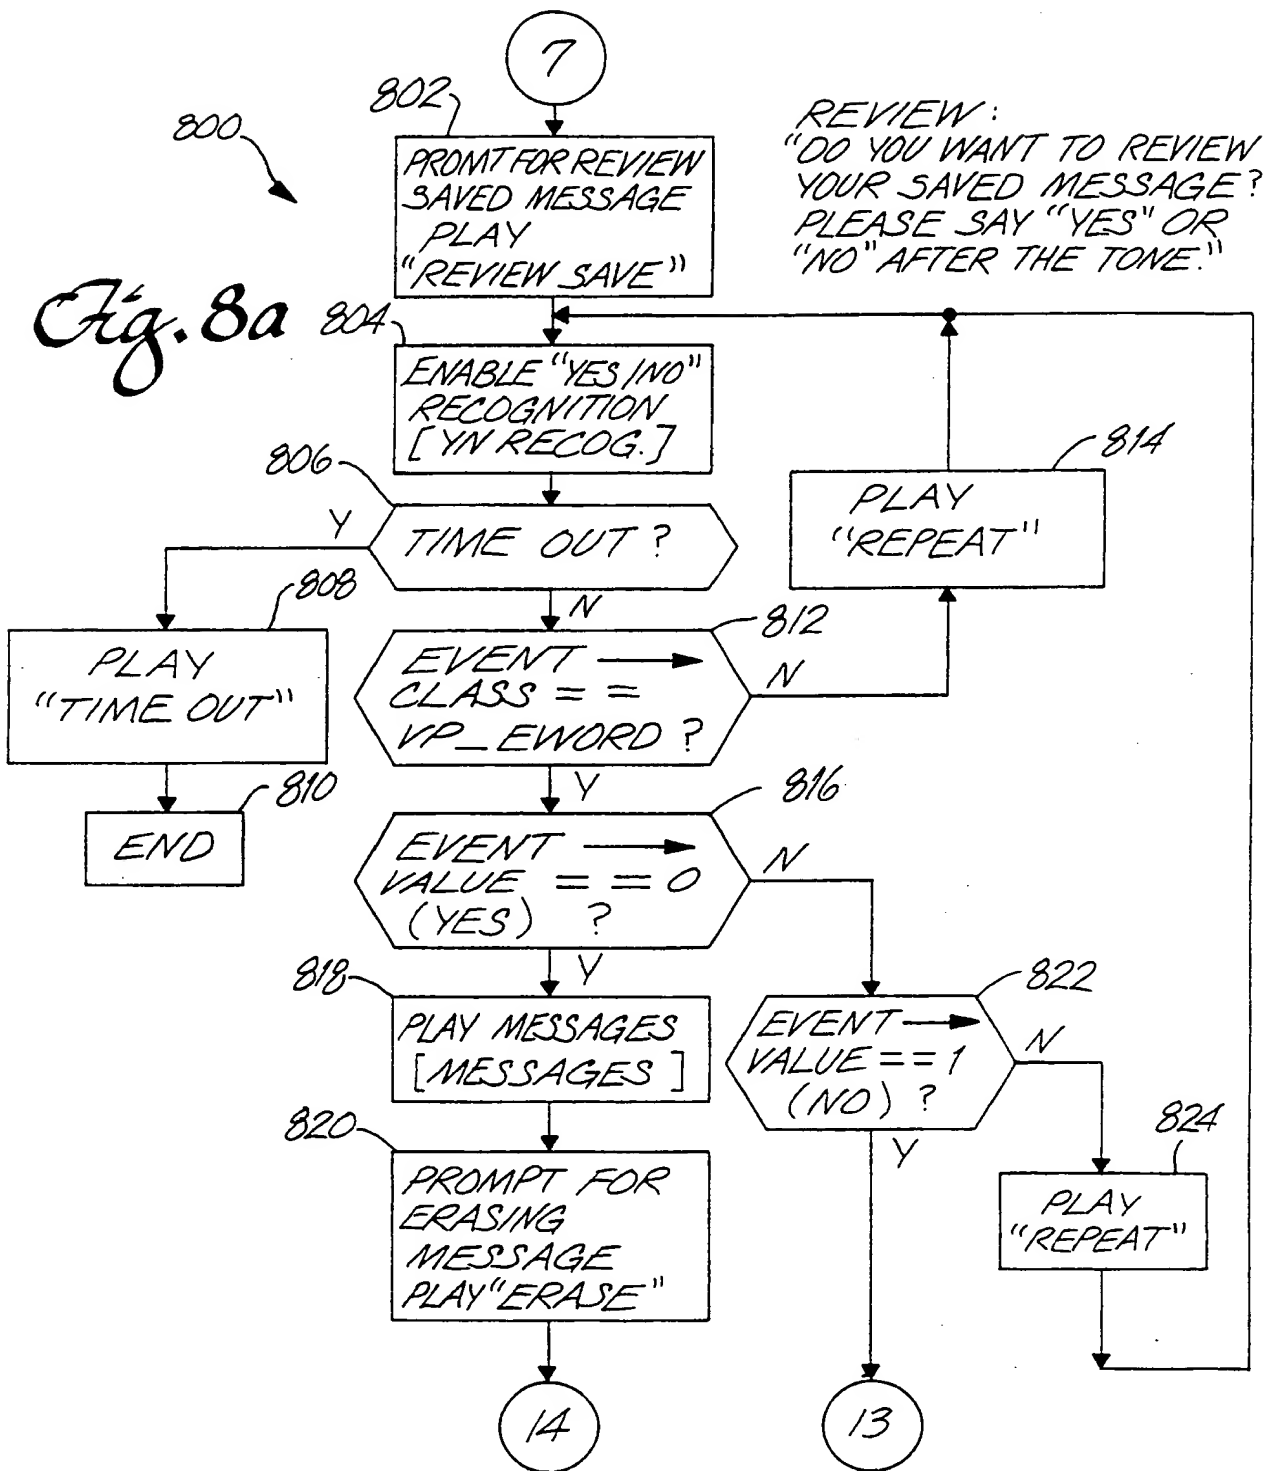 7
802
800
PROMT FOR REVIEW
SAVED MESSAGE
PLAY
"REVIEW SAVE"
REVIEW:
"DO YOU WANT TO REVIEW
YOUR SAVED MESSAGE?
PLEASE SAY "YES" OR
"NO" AFTER THE TONE."
Fig. 8a
804
ENABLE "YES/NO"
RECOGNITION
[YN RECOG.]
806
TIME OUT?
Y
N
814
PLAY
"REPEAT"
808
PLAY
"TIME OUT"
810
END
812
EVENT
CLASS = =
VP_EWORD?
N
Y
816
EVENT
VALUE = = 0
(YES) ?
N
Y
818
PLAY MESSAGES
[MESSAGES]
822
EVENT
VALUE == 1
(NO) ?
N
Y
820
PROMPT FOR
ERASING
MESSAGE
PLAY "ERASE"
824
PLAY
"REPEAT"
14
13